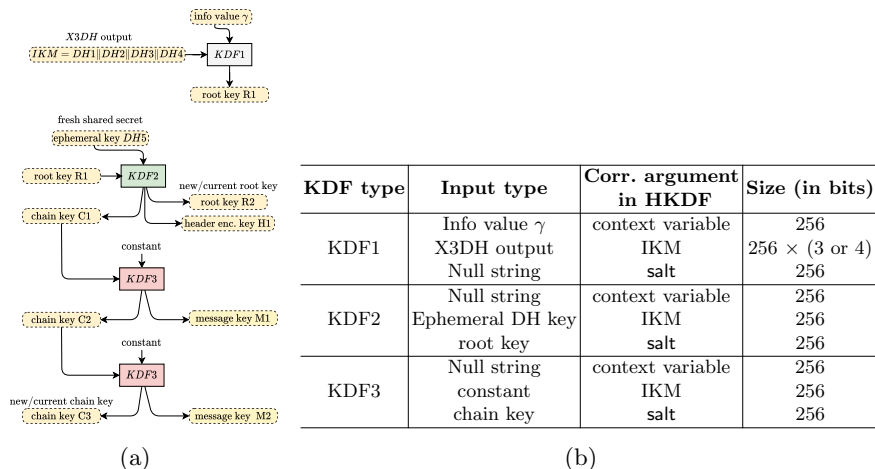 info value γ
X3DH output
IKM = DH1||DH2||DH3||DH4
KDF1
root key R1
fresh shared secret
ephemeral key DH5
root key R1
KDF2
new/current root key
root key R2
chain key C1
header enc. key H1
constant
KDF3
chain key C2
message key M1
constant
KDF3
new/current chain key
chain key C3
message key M2
(a)
KDF type Input type Corr. argument in HKDF Size (in bits)
KDF1
Info value γ context variable 256
X3DH output IKM 256 × (3 or 4)
Null string salt 256
KDF2
Null string context variable 256
Ephemeral DH key IKM 256
root key salt 256
KDF3
Null string context variable 256
constant IKM 256
chain key salt 256
(b)